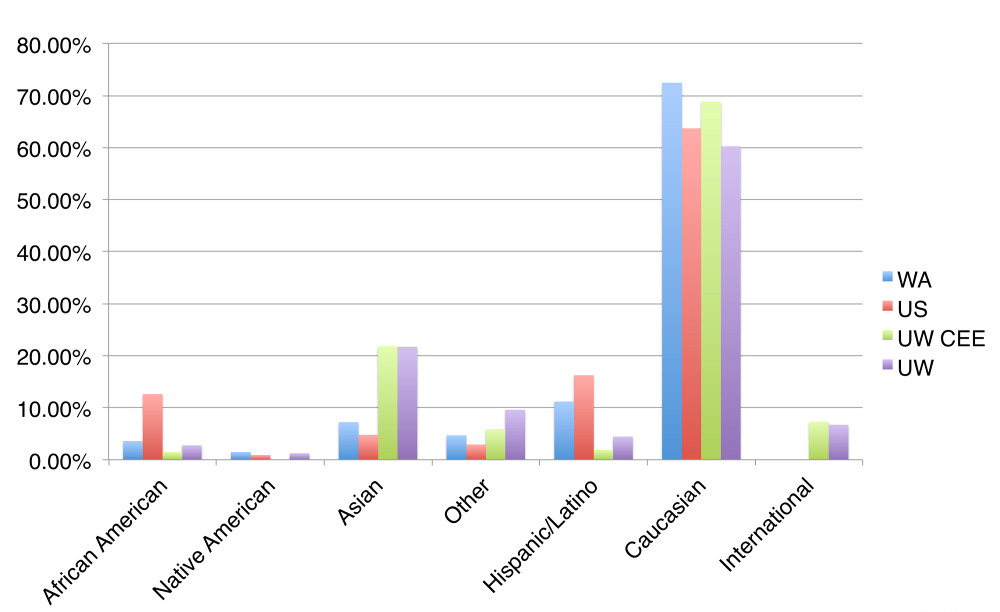 80.00%
70.00%
60.00%
50.00%
40.00%
30.00%
20.00%
10.00%
0.00%
African American
Native American
Asian
Other
Hispanic/Latino
Caucasian
International
WA
US
UW CEE
UW